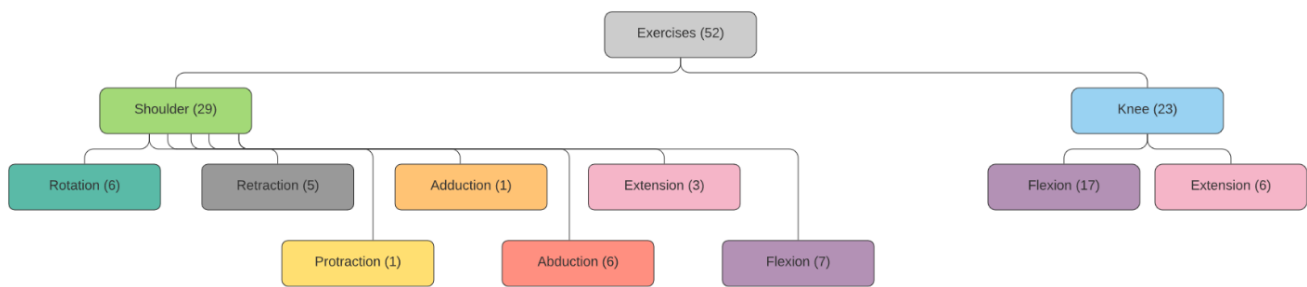 Exercises (52)
Shoulder (29)
Knee (23)
Rotation (6)
Retraction (5)
Adduction (1)
Extension (3)
Flexion (17)
Extension (6)
Protraction (1)
Abduction (6)
Flexion (7)